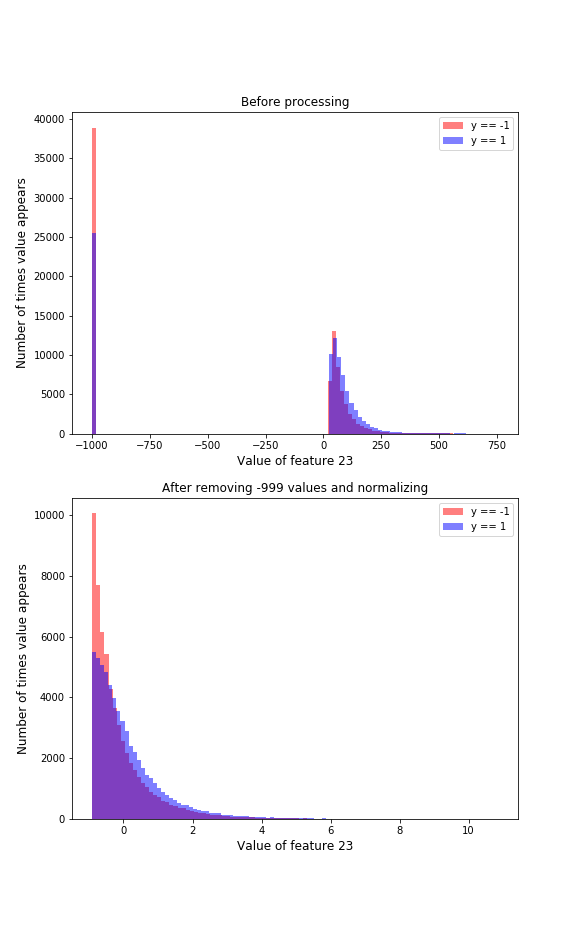 Before processing
y == -1
y == 1
40000
35000
30000
25000
20000
15000
10000
5000
0
Number of times value appears
−1000 −750 −500 −250 0 250 500 750
Value of feature 23
After removing -999 values and normalizing
y == -1
y == 1
10000
8000
6000
4000
2000
0
Number of times value appears
0 2 4 6 8 10
Value of feature 23